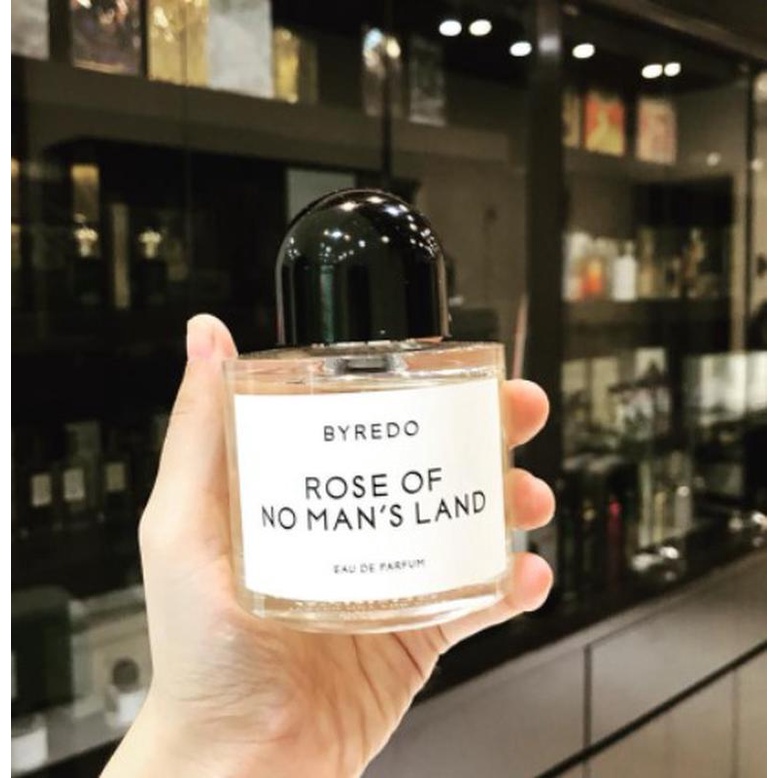 BYREDO
ROSE OF
NO MAN'S LAND
EAU DE PARFUM